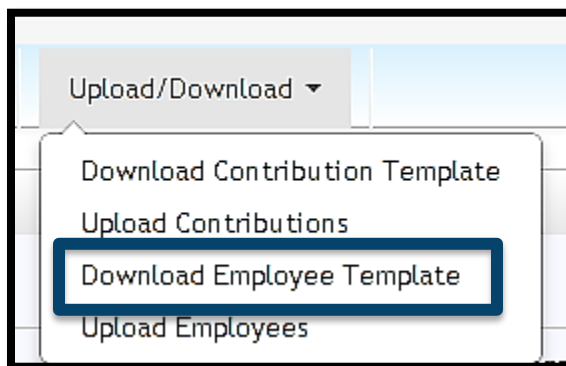 Upload/Download
Download Contribution Template
Upload Contributions
Download Employee Template
Upload Employees